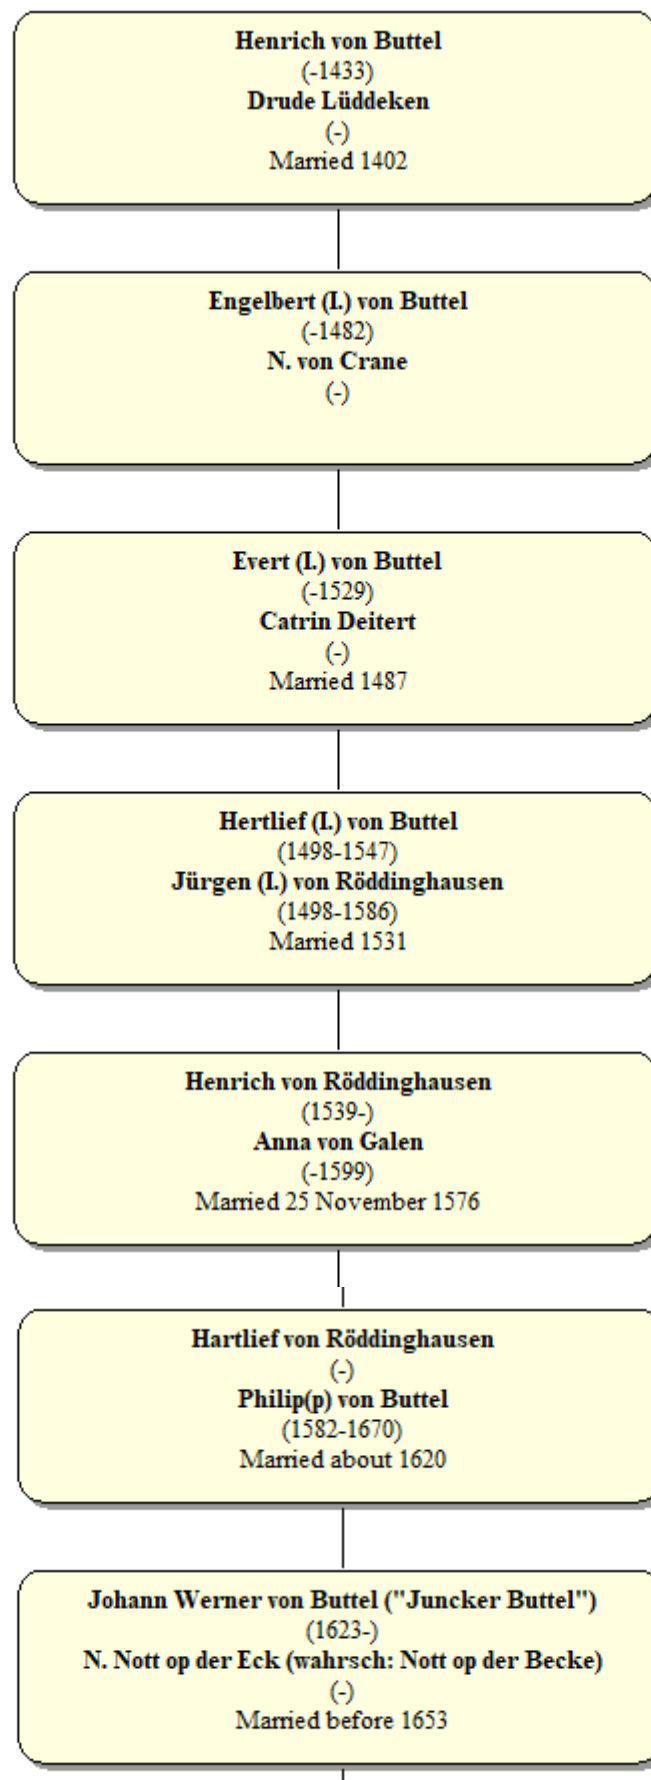 Henrich von Buttel
(-1433)
Drude Lüddeken
(-)
Married 1402
Engelbert (I.) von Buttel
(-1482)
N. von Crane
(-)
Evert (I.) von Buttel
(-1529)
Catrin Deitert
(-)
Married 1487
Hertlief (I.) von Buttel
(1498-1547)
Jürgen (I.) von Röddinghausen
(1498-1586)
Married 1531
Henrich von Röddinghausen
(1539-)
Anna von Galen
(-1599)
Married 25 November 1576
Hartlief von Röddinghausen
(-)
Philip(p) von Buttel
(1582-1670)
Married about 1620
Johann Werner von Buttel ("Juncker Buttel")
(1623-)
N. Nott op der Eck (wahrsch: Nott op der Becke)
(-)
Married before 1653